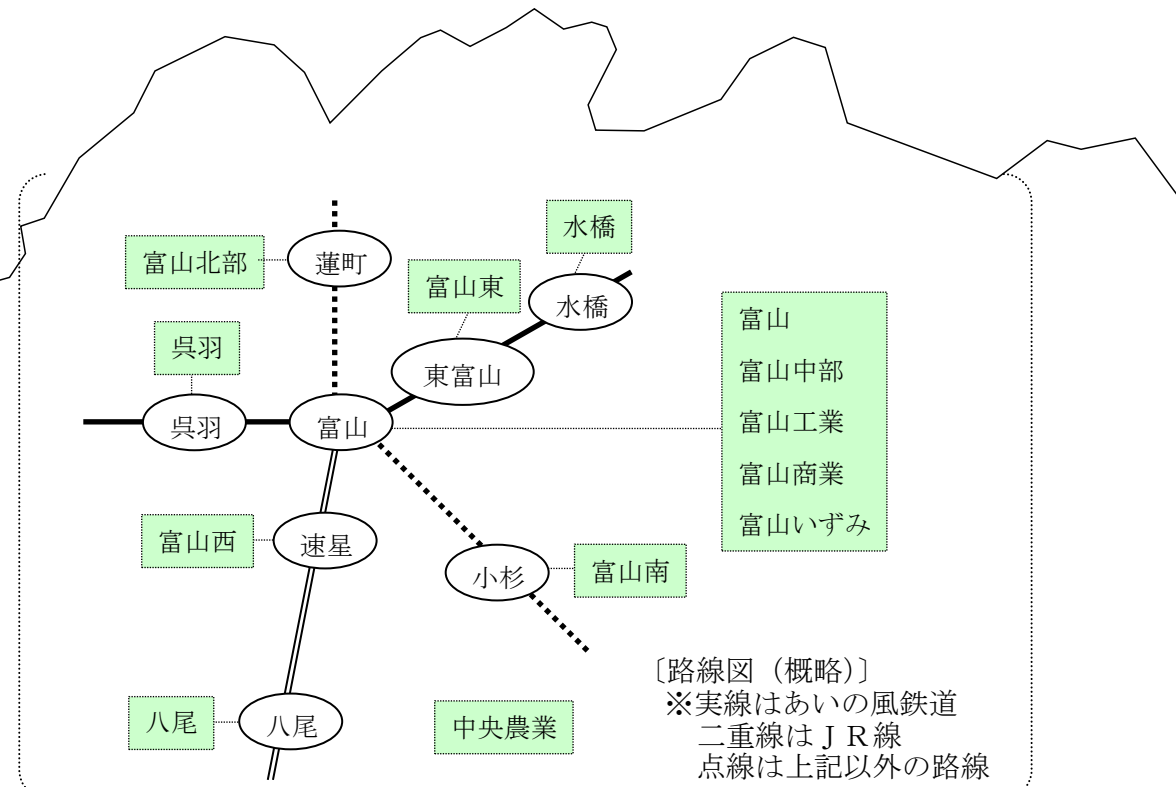 水橋
富山北部
蓮町
富山東
水橋
富山
呉羽
東富山
富山中部
呉羽
富山
富山工業
富山商業
富山いずみ
富山西
速星
小杉
富山南
〔路線図（概略）〕
※実線はあいの風鉄道
二重線はＪＲ線
点線は上記以外の路線
八尾
八尾
中央農業